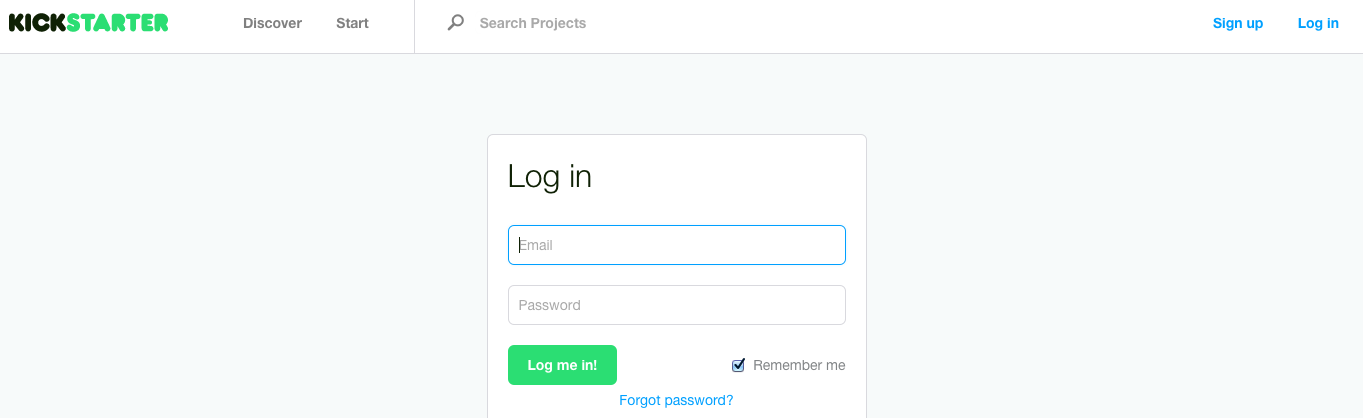 KICKSTARTER Discover Start Search Projects Sign up Log in
Log in
Email
Password
Log me in! Remember me
Forgot password?